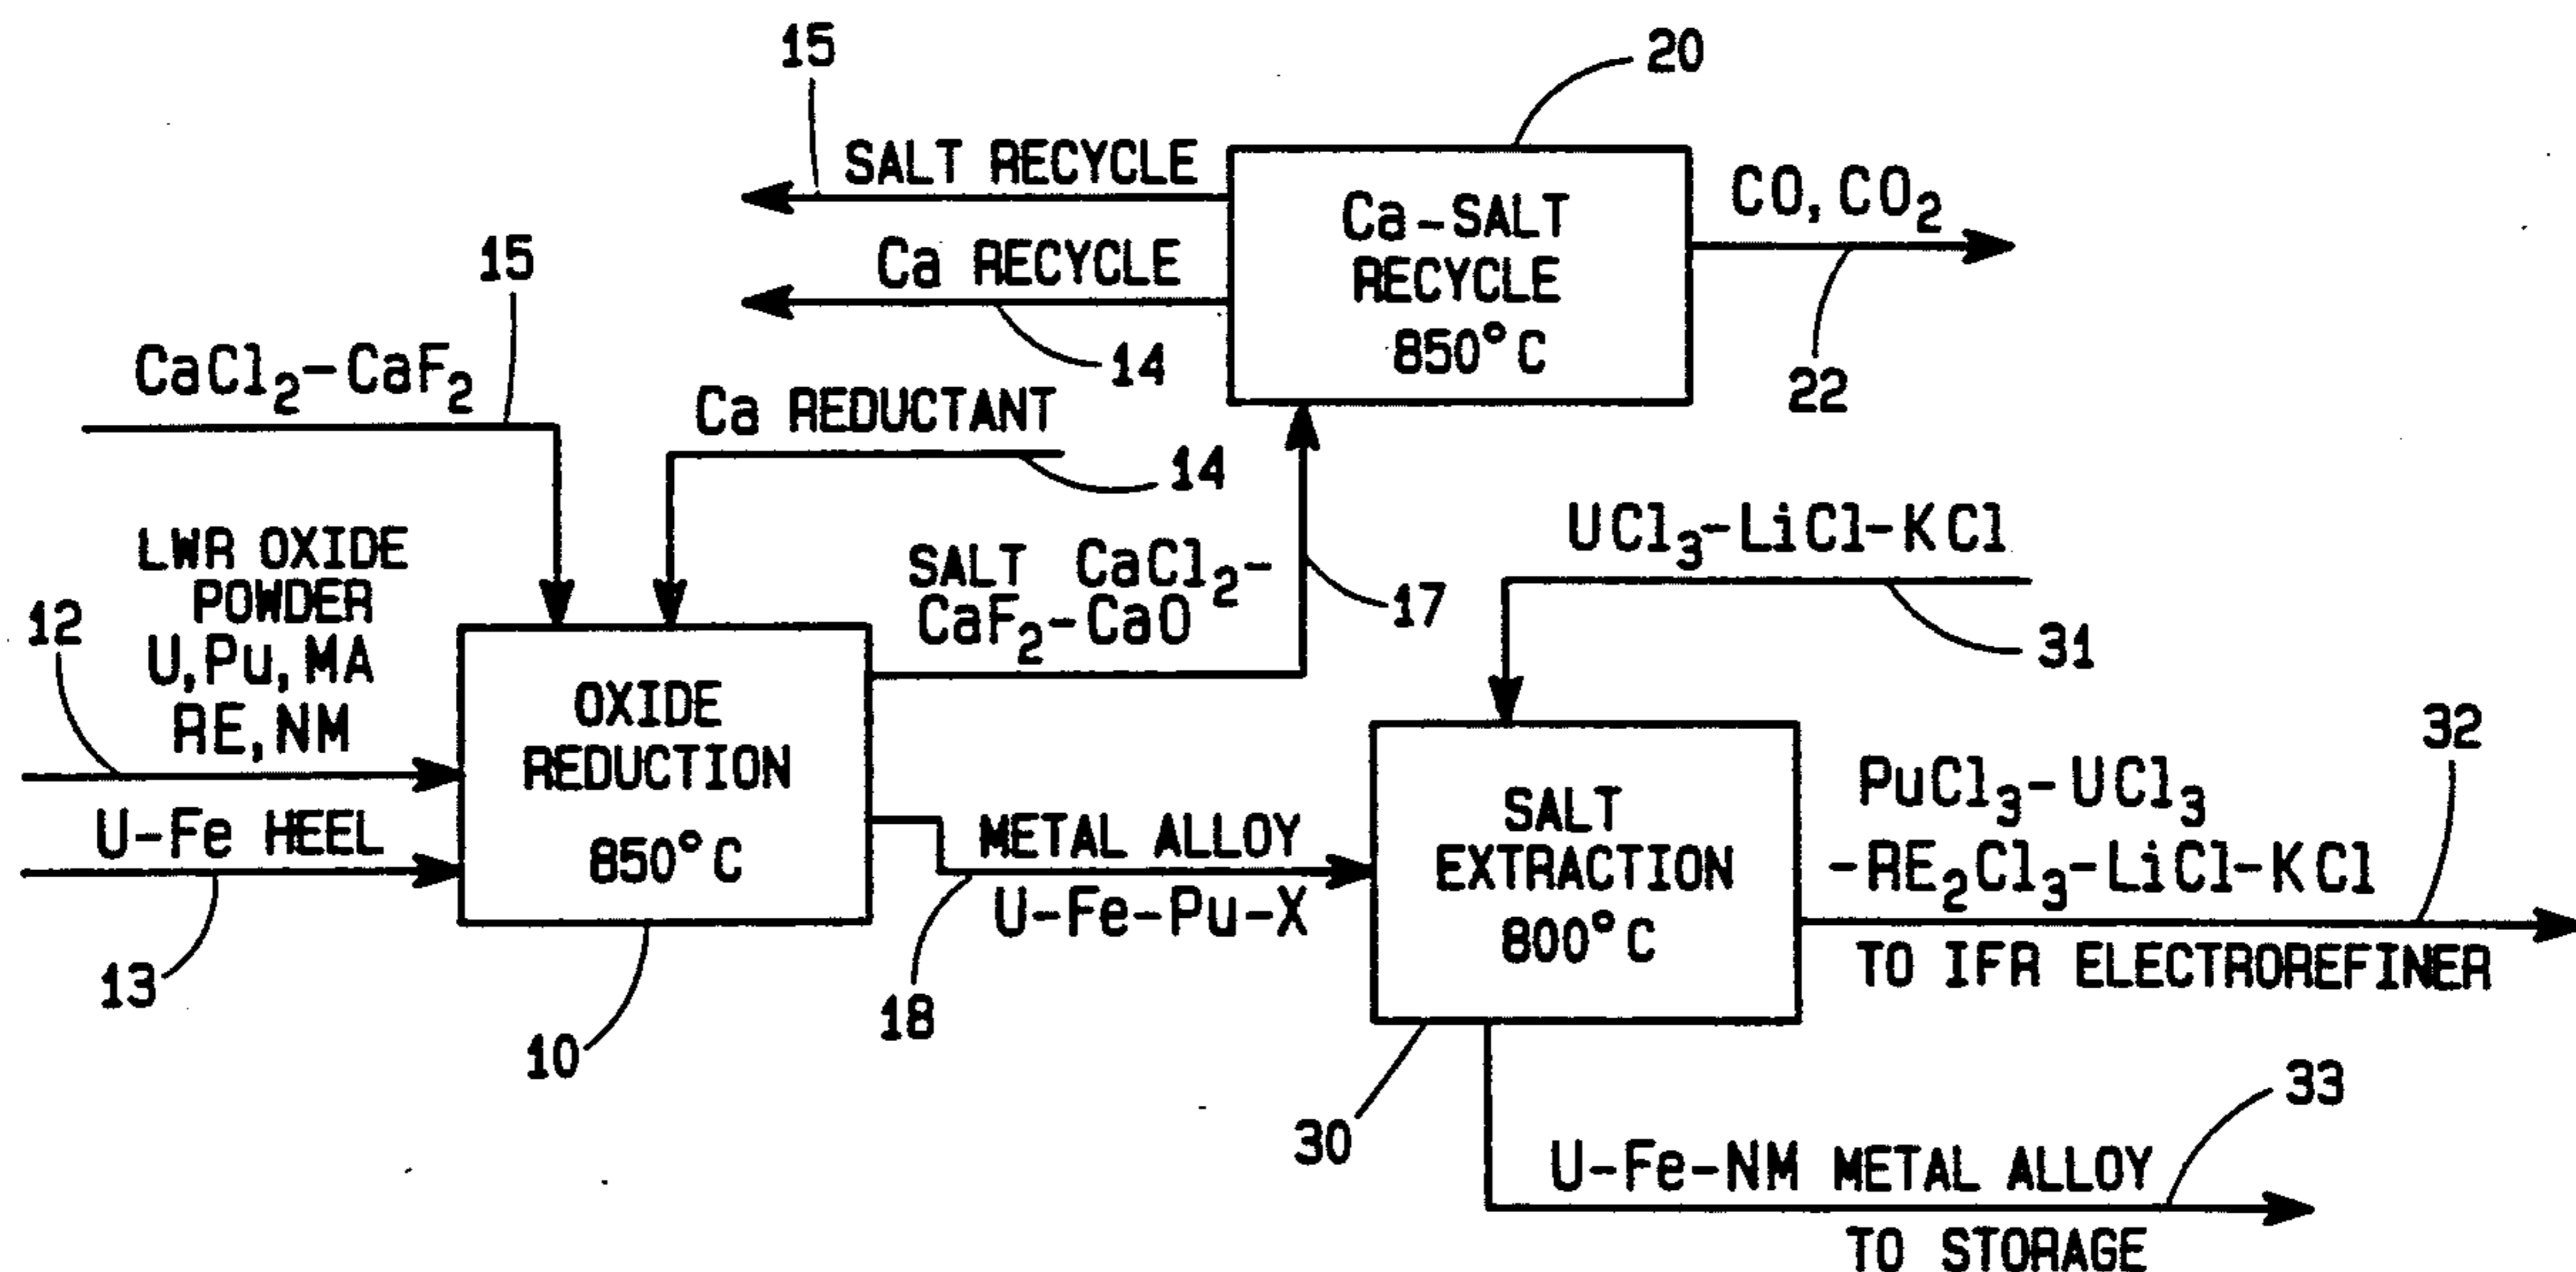 15
20
SALT RECYCLE
Ca RECYCLE
14
Ca-SALT
RECYCLE
850°C
CO, CO₂
22
15
CaCl₂-CaF₂
Ca REDUCTANT
14
LWR OXIDE
POWDER
U, Pu, MA
RE, NM
12
U-Fe HEEL
13
OXIDE
REDUCTION
850°C
10
SALT CaCl₂-
CaF₂-CaO
17
METAL ALLOY
U-Fe-Pu-X
18
UCl₃-LiCl-KCl
31
SALT
EXTRACTION
800°C
30
32
PuCl₃-UCl₃
-RE₂Cl₃-LiCl-KCl
TO IFR ELECTROREFINER
33
U-Fe-NM METAL ALLOY
TO STORAGE